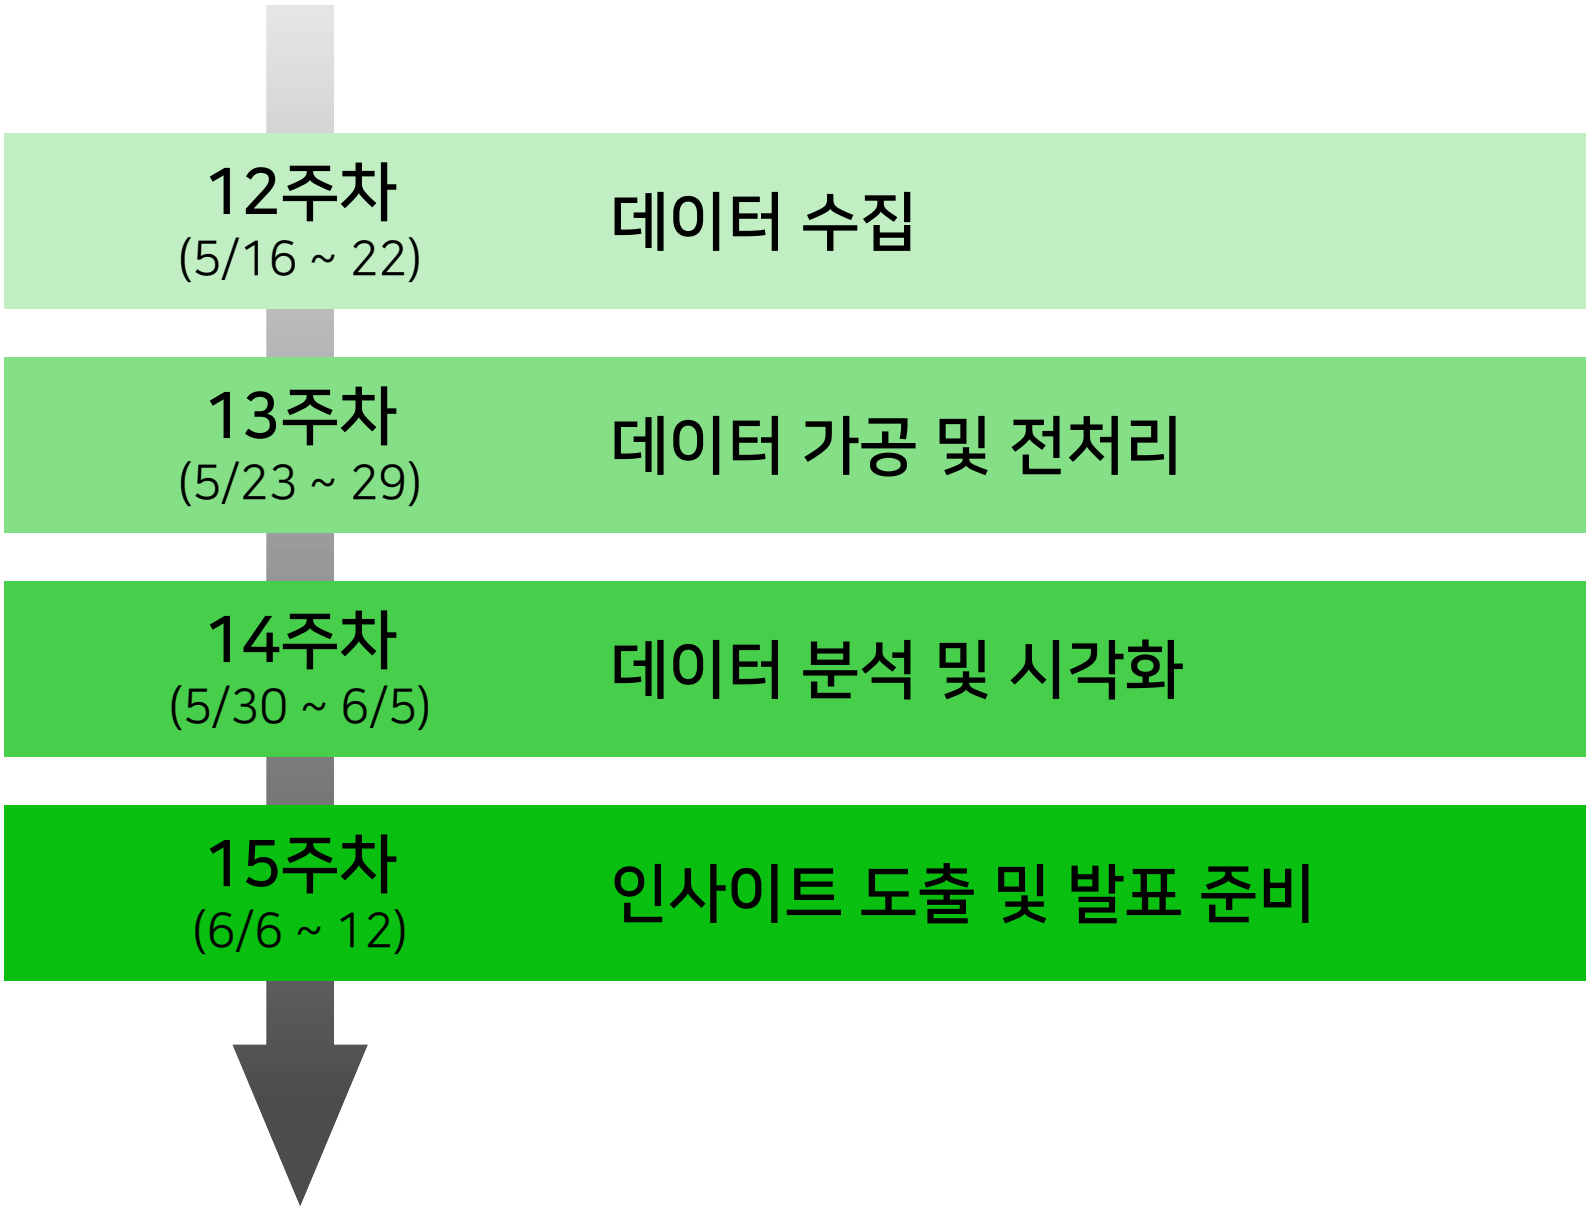 12주차
(5/16 ~ 22)
데이터 수집
13주차
(5/23 ~ 29)
데이터 가공 및 전처리
14주차
(5/30 ~ 6/5)
데이터 분석 및 시각화
15주차
(6/6 ~ 12)
인사이트 도출 및 발표 준비